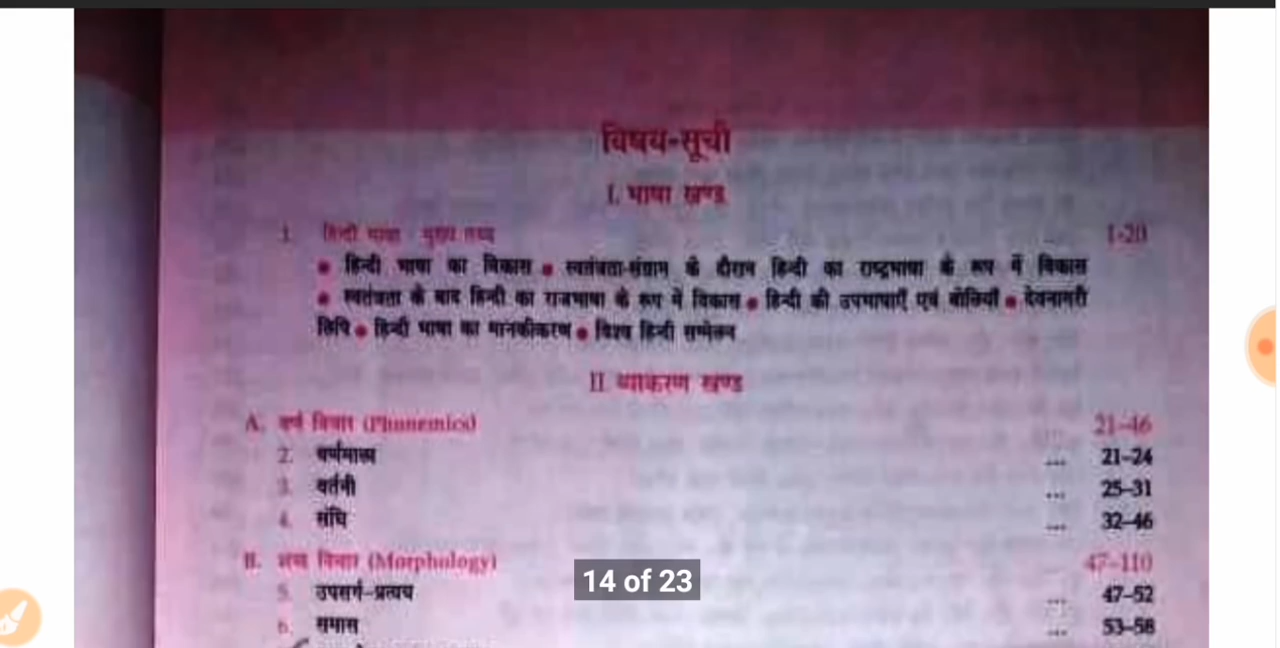 विषय-सूची
I. भाषा खण्ड
1. हिन्दी भाषा : मुख्य तथ्य 1-20
• हिन्दी भाषा का विकास • स्वतंत्रता-संग्राम के दौरान हिन्दी का राष्ट्रभाषा के रूप में विकास
• स्वतंत्रता के बाद हिन्दी का राजभाषा के रूप में विकास • हिन्दी की उपभाषाएँ एवं बोलियाँ • देवनागरी
लिपि • हिन्दी भाषा का मानकीकरण • विश्व हिन्दी सम्मेलन
II. व्याकरण खण्ड
A. वर्ण विचार (Phonemics) 21–46
2. वर्णमाला ... 21–24
3. वर्तनी ... 25–31
4. संधि ... 32–46
B. शब्द विचार (Morphology) 47–110
5. उपसर्ग-प्रत्यय ... 47–52
6. समास ... 53–58
14 of 23